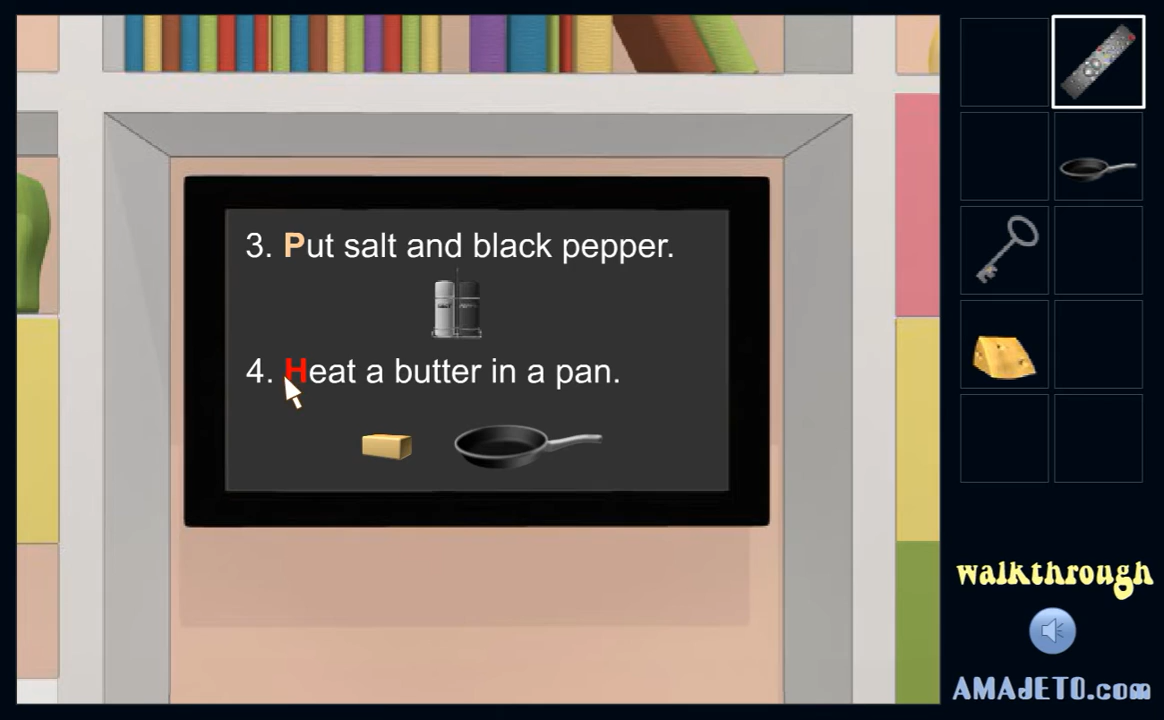 3. Put salt and black pepper.
4. Heat a butter in a pan.
walkthrough
AMAJETO.com